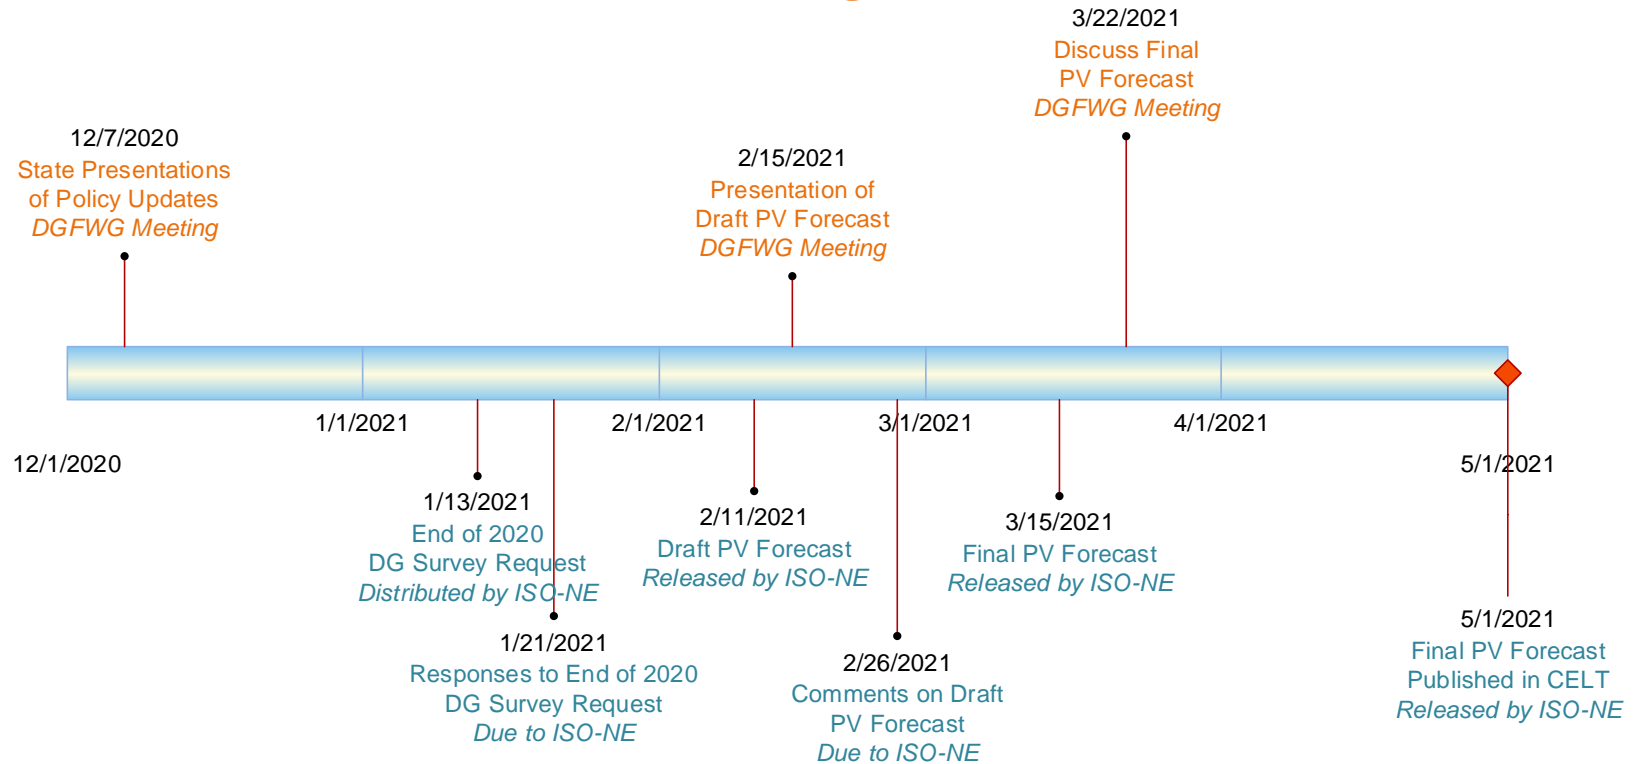 3/22/2021
Discuss Final
PV Forecast
DGFWG Meeting
12/7/2020
State Presentations
of Policy Updates
DGFWG Meeting
2/15/2021
Presentation of
Draft PV Forecast
DGFWG Meeting
1/1/2021
2/1/2021
3/1/2021
4/1/2021
12/1/2020
5/1/2021
1/13/2021
End of 2020
DG Survey Request
Distributed by ISO-NE
2/11/2021
Draft PV Forecast
Released by ISO-NE
3/15/2021
Final PV Forecast
Released by ISO-NE
1/21/2021
Responses to End of 2020
DG Survey Request
Due to ISO-NE
2/26/2021
Comments on Draft
PV Forecast
Due to ISO-NE
5/1/2021
Final PV Forecast
Published in CELT
Released by ISO-NE